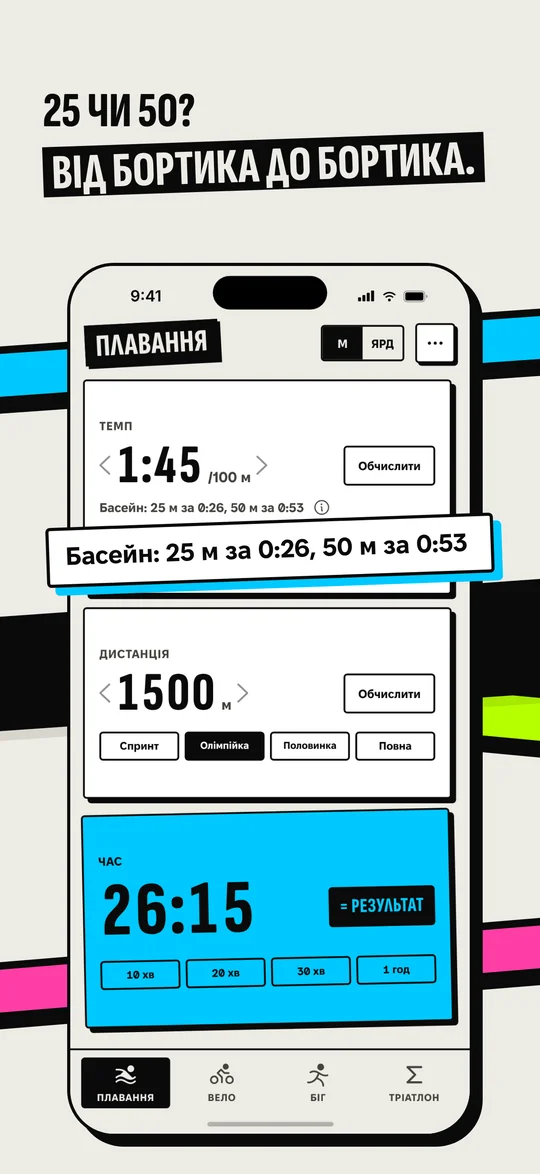 25 ЧИ 50?
ВІД БОРТИКА ДО БОРТИКА.
9:41
ПЛАВАННЯ
М ЯРД
ТЕМП
1:45 /100 м
Обчислити
Басейн: 25 м за 0:26, 50 м за 0:53
Басейн: 25 м за 0:26, 50 м за 0:53
ДИСТАНЦІЯ
1500 м
Обчислити
Спринт Олімпійка Половинка Повна
ЧАС
26:15
= РЕЗУЛЬТАТ
10 хв 20 хв 30 хв 1 год
ПЛАВАННЯ ВЕЛО БІГ ТРІАТЛОН